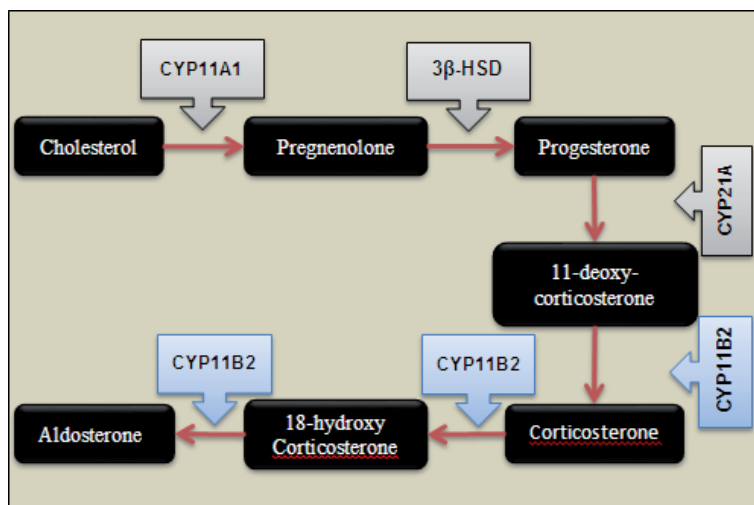 CYP11A1
3β-HSD
Cholesterol
Pregnenolone
Progesterone
CYP21A
11-deoxy-
corticosterone
CYP11B2
CYP11B2
CYP11B2
Aldosterone
18-hydroxy
Corticosterone
Corticosterone